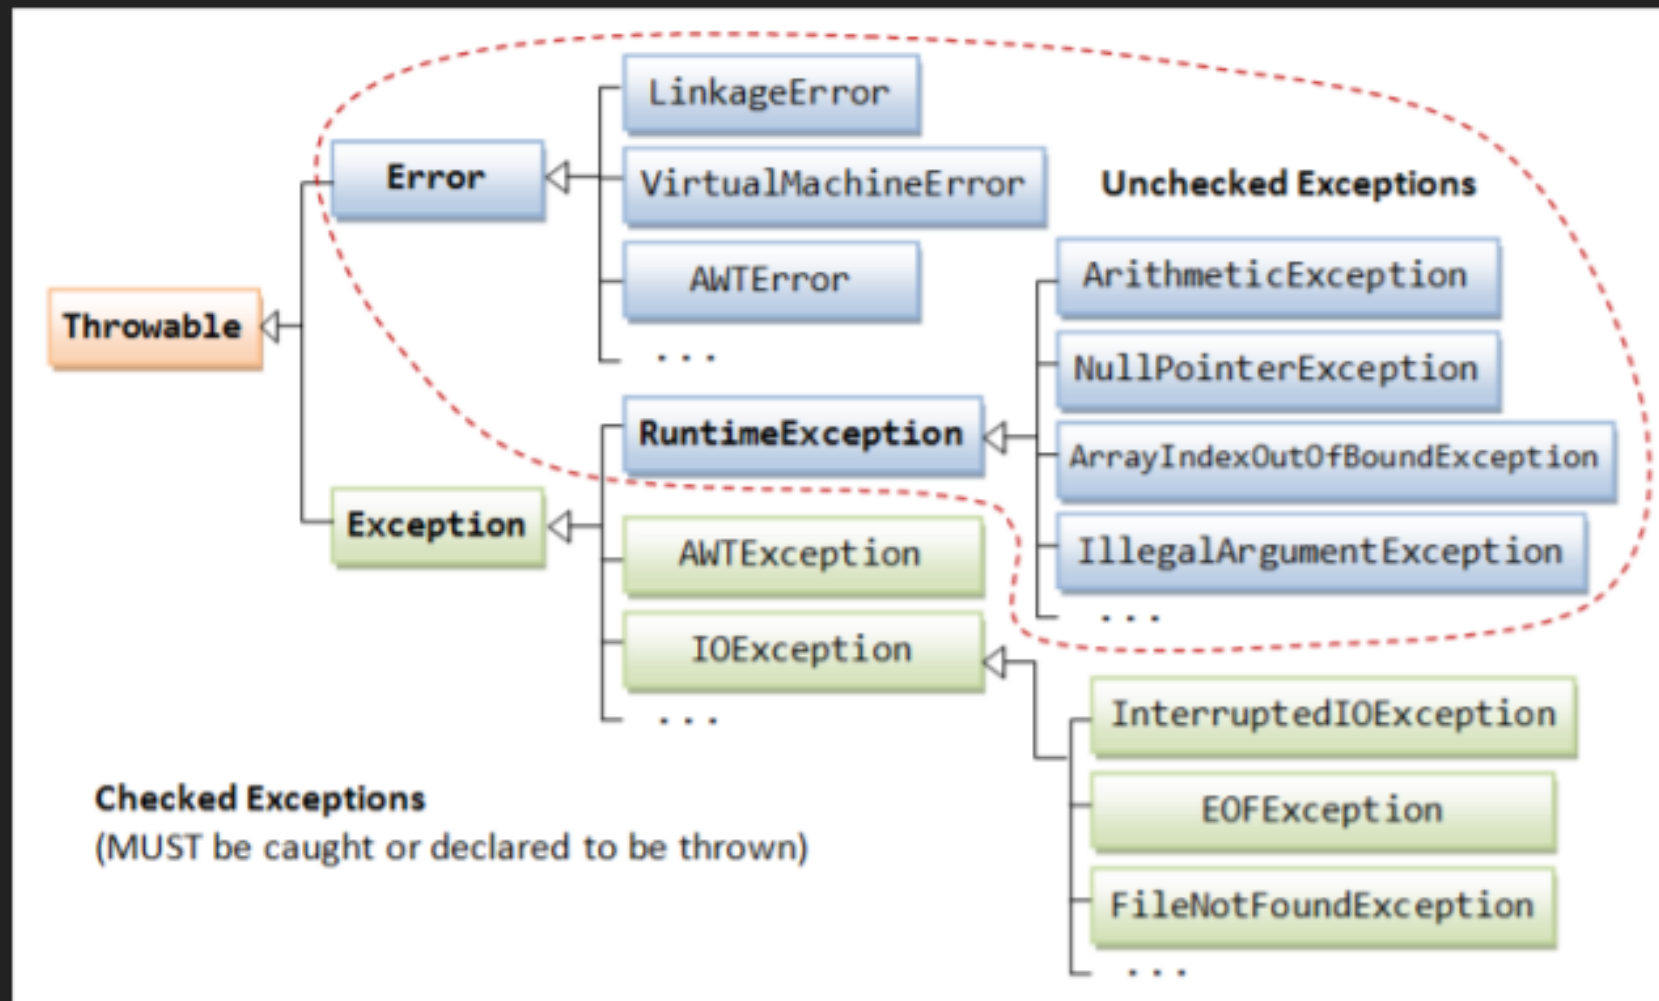 LinkageError
Error
VirtualMachineError
Unchecked Exceptions
AWTError
ArithmeticException
Throwable
...
NullPointerException
RuntimeException
ArrayIndexOutOfBoundException
Exception
AWTException
IllegalArgumentException
...
IOException
...
InterruptedIOException
Checked Exceptions
(MUST be caught or declared to be thrown)
EOFException
FileNotFoundException
...